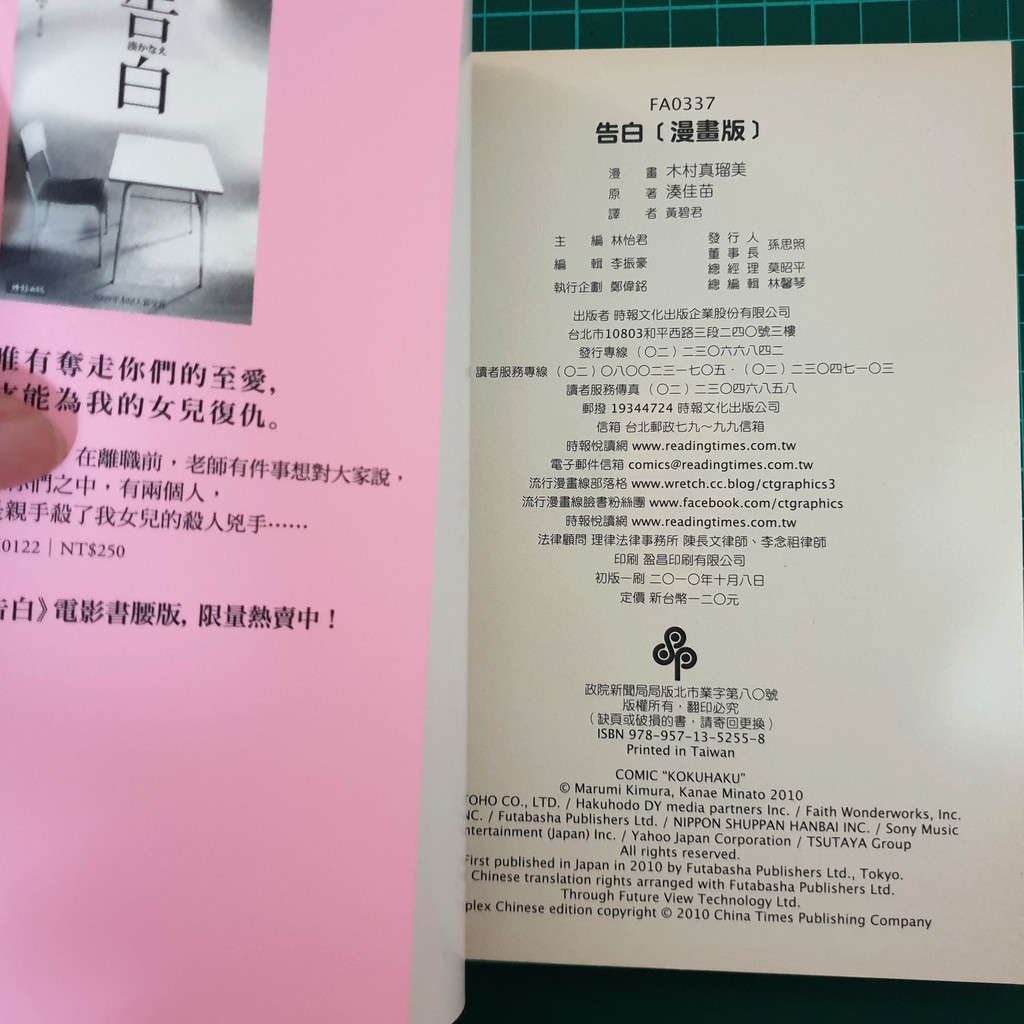 告
湊かなえ
白
時報出版
唯有奪走你們的至愛,
才能為我的女兒復仇。
在離職前，老師有件事想對大家說，
你們之中，有兩個人，
親手殺了我女兒的殺人兇手⋯⋯
0122｜NT$250
告白》電影書腰版, 限量熱賣中！
FA0337
告白〔漫畫版〕
漫 畫 木村真瑠美
原 著 湊佳苗
譯 者 黃碧君
主 編 林怡君
編 輯 李振豪
執行企劃 鄭偉銘
發 行 人
董 事 長 孫思照
總 經 理 莫昭平
總 編 輯 林馨琴
出版者 時報文化出版企業股份有限公司
台北市10803和平西路三段二四〇號三樓
發行專線（〇二）二三〇六六八四二
讀者服務專線（〇二）〇八〇〇二三一七〇五．（〇二）二三〇四七一〇三
讀者服務傳真（〇二）二三〇四六八五八
郵撥 19344724 時報文化出版公司
信箱 台北郵政七九～九九信箱
時報悅讀網 www.readingtimes.com.tw
電子郵件信箱 comics@readingtimes.com.tw
流行漫畫線部落格 www.wretch.cc.blog/ctgraphics3
流行漫畫線臉書粉絲團 www.facebook.com/ctgraphics
時報悅讀網 www.readingtimes.com.tw
法律顧問 理律法律事務所 陳長文律師、李念祖律師
印刷 盈昌印刷有限公司
初版一刷 二〇一〇年十月八日
定價 新台幣一二〇元
政院新聞局局版北市業字第八〇號
版權所有，翻印必究
（缺頁或破損的書，請寄回更換）
ISBN 978-957-13-5255-8
Printed in Taiwan
COMIC "KOKUHAKU"
© Marumi Kimura, Kanae Minato 2010
TOHO CO., LTD. / Hakuhodo DY media partners Inc. / Faith Wonderworks, Inc.
NC. / Futabasha Publishers Ltd. / NIPPON SHUPPAN HANBAI INC. / Sony Music
ntertainment (Japan) Inc. / Yahoo Japan Corporation / TSUTAYA Group
All rights reserved.
First published in Japan in 2010 by Futabasha Publishers Ltd., Tokyo.
Chinese translation rights arranged with Futabasha Publishers Ltd.
Through Future View Technology Ltd.
plex Chinese edition copyright © 2010 China Times Publishing Company